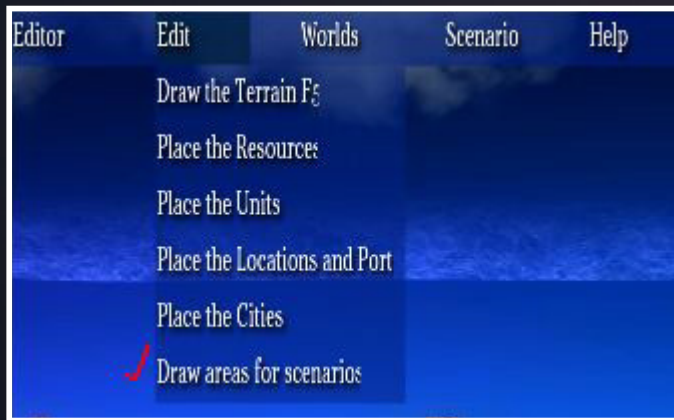 Editor Edit Worlds Scenario Help
Draw the Terrain F5
Place the Resources
Place the Units
Place the Locations and Port
Place the Cities
Draw areas for scenarios